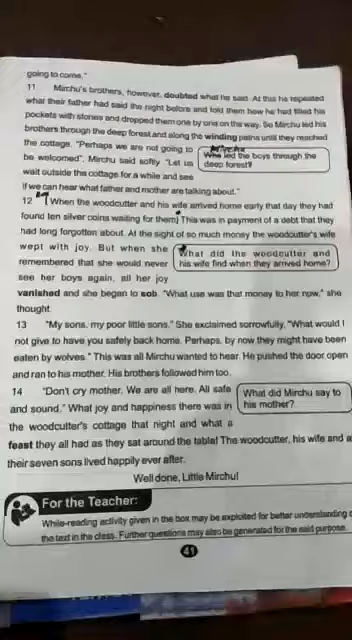 going to come."
11 Mirchu's brothers, however, doubted what he said. At this he repeated
what their father had said the night before and told them how he had filled his
pockets with stones and dropped them one by one on the way. So Mirchu led his
brothers through the deep forest and along the winding paths until they reached
the cottage. "Perhaps we are not going to
be welcomed", Mirchu said softly "Let us
wait outside the cottage for a while and see
if we can hear what father and mother are talking about."
Who led the boys through the
deep forest?
12 When the woodcutter and his wife arrived home early that day they had
found ten silver coins waiting for them. This was in payment of a debt that they
had long forgotten about. At the sight of so much money the woodcutter's wife
wept with joy. But when she
remembered that she would never
see her boys again, all her joy
What did the woodcutter and
his wife find when they arrived home?
vanished and she began to sob. "What use was that money to her now," she
thought.
13 "My sons, my poor little sons." She exclaimed sorrowfully, "What would I
not give to have you safely back home. Perhaps, by now they might have been
eaten by wolves." This was all Mirchu wanted to hear. He pushed the door open
and ran to his mother. His brothers followed him too.
14 "Don't cry mother. We are all here. All safe
and sound." What joy and happiness there was in
the woodcutter's cottage that night and what a
What did Mirchu say to
his mother?
feast they all had as they sat around the table! The woodcutter, his wife and
their seven sons lived happily ever after.
Well done, Little Mirchu!
For the Teacher:
While-reading activity given in the box may be exploited for better understanding
the text in the class. Further questions may also be generated for the said purpose.
41